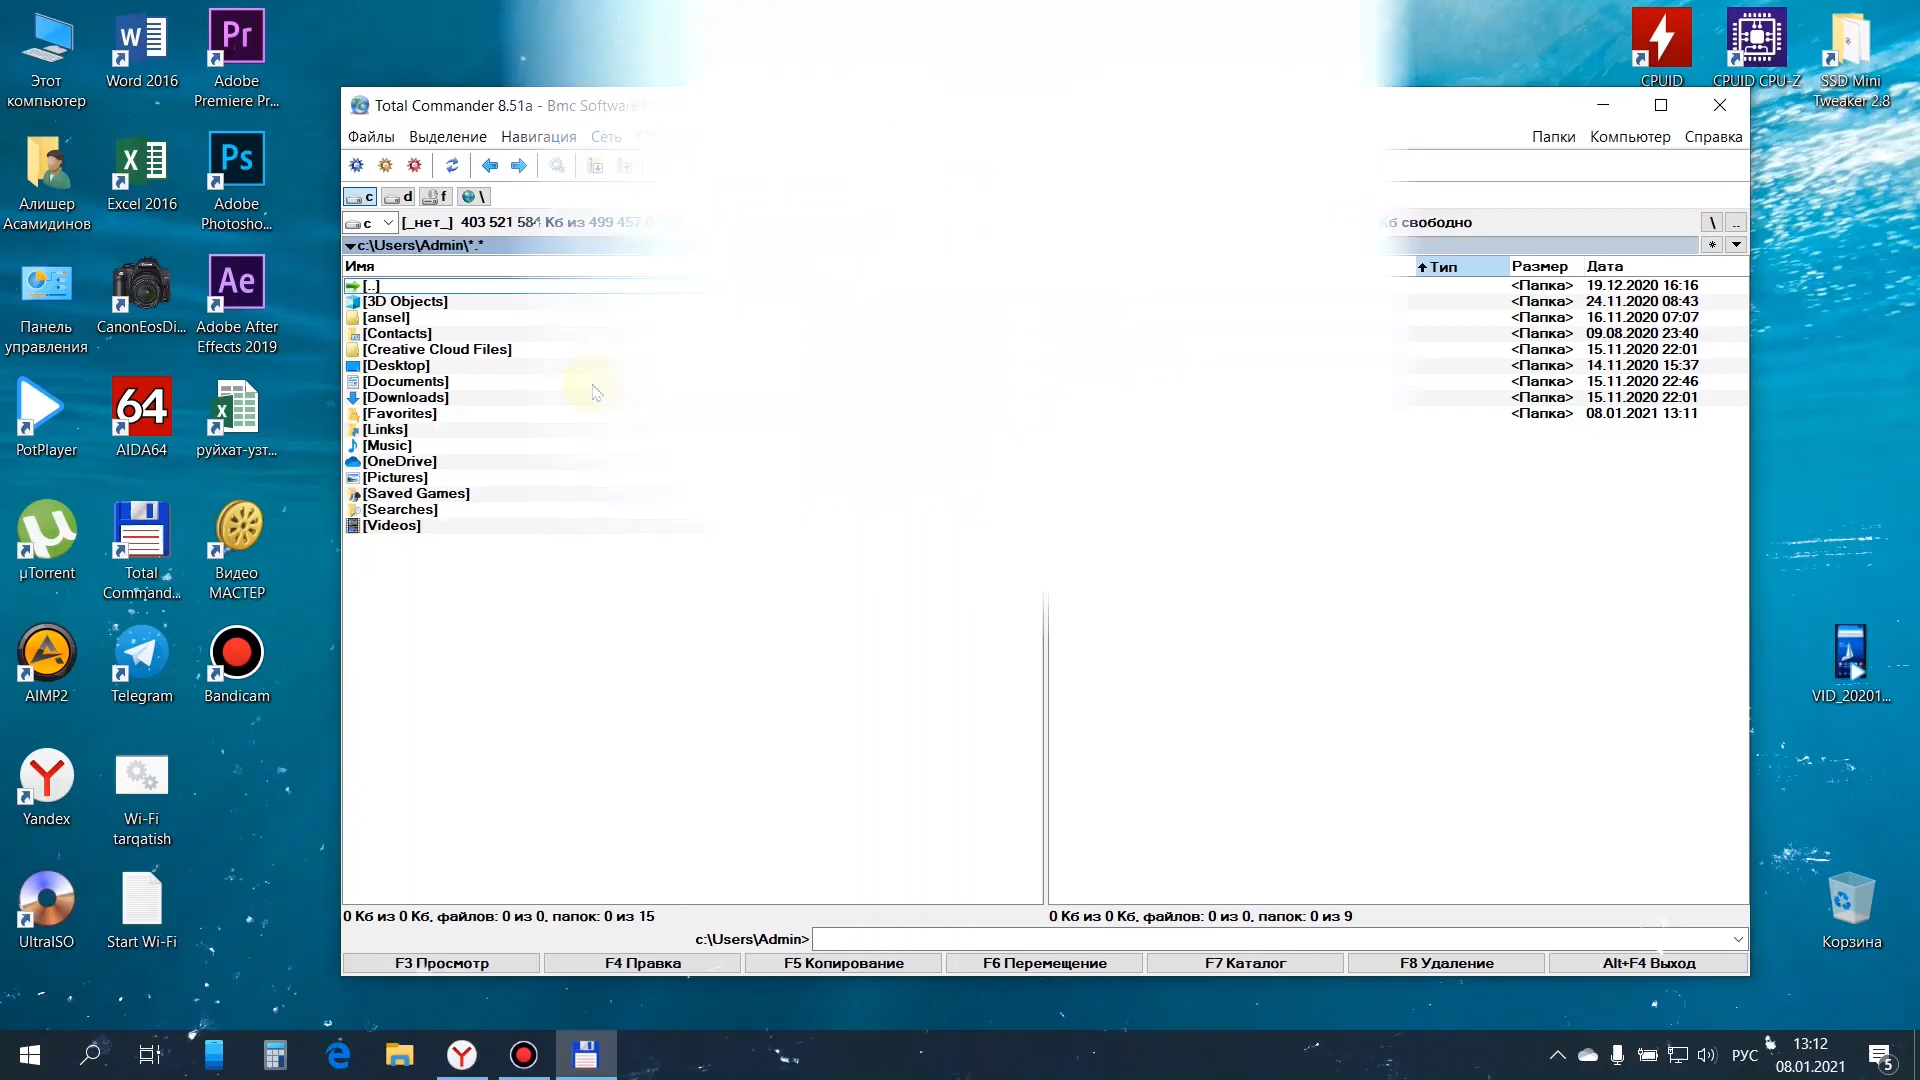 Этот
компьютер
Word 2016
Adobe
Premiere Pr...
CPUID
CPUID CPU-Z
SSD Mini
Tweaker 2.8
Алишер
Асамидинов
Excel 2016
Adobe
Photosho...
Панель
управления
CanonEosDi...
Adobe After
Effects 2019
PotPlayer
AIDA64
руйхат-узт...
µTorrent
Total
Command...
Видео
МАСТЕР
AIMP2
Telegram
Bandicam
Yandex
Wi-Fi
tarqatish
UltraISO
Start Wi-Fi
VID_20201...
Корзина
Total Commander 8.51a - Bmc Software
Файлы Выделение Навигация Сеть
Папки Компьютер Справка
c d f \
c [_нет_] 403 521 584 Кб из 499 457
Кб свободно \ ..
c:\Users\Admin\*.*
* 
Имя
Тип Размер Дата
[..]
[3D Objects]
[ansel]
[Contacts]
[Creative Cloud Files]
[Desktop]
[Documents]
[Downloads]
[Favorites]
[Links]
[Music]
[OneDrive]
[Pictures]
[Saved Games]
[Searches]
[Videos]
<Папка> 19.12.2020 16:16
<Папка> 24.11.2020 08:43
<Папка> 16.11.2020 07:07
<Папка> 09.08.2020 23:40
<Папка> 15.11.2020 22:01
<Папка> 14.11.2020 15:37
<Папка> 15.11.2020 22:46
<Папка> 15.11.2020 22:01
<Папка> 08.01.2021 13:11
0 Кб из 0 Кб, файлов: 0 из 0, папок: 0 из 15
0 Кб из 0 Кб, файлов: 0 из 0, папок: 0 из 9
c:\Users\Admin>
F3 Просмотр
F4 Правка
F5 Копирование
F6 Перемещение
F7 Каталог
F8 Удаление
Alt+F4 Выход
РУС
13:12
08.01.2021
5